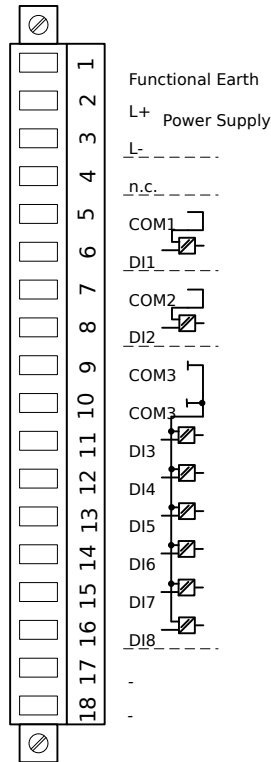 1
Functional Earth
2
L+
Power Supply
3
L-
4
n.c.
5
COM1
6
DI1
7
COM2
8
DI2
9
COM3
10
COM3
11
DI3
12
DI4
13
DI5
14
DI6
15
DI7
16
DI8
17
-
18
-